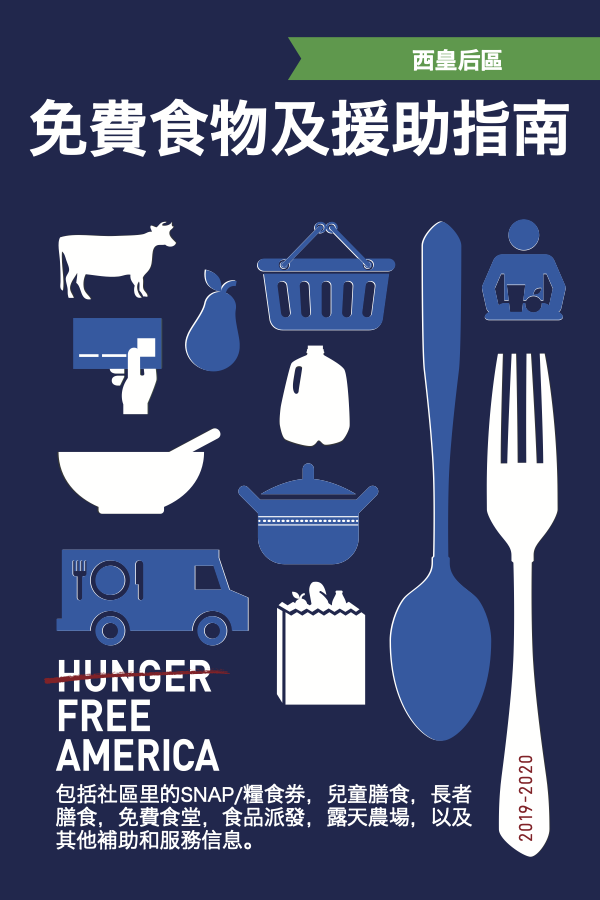 西皇后區
免費食物及援助指南
HUNGER
FREE
AMERICA
包括社區里的SNAP/糧食券，兒童膳食，長者
膳食，免費食堂，食品派發，露天農場，以及
其他補助和服務信息。
2019-2020